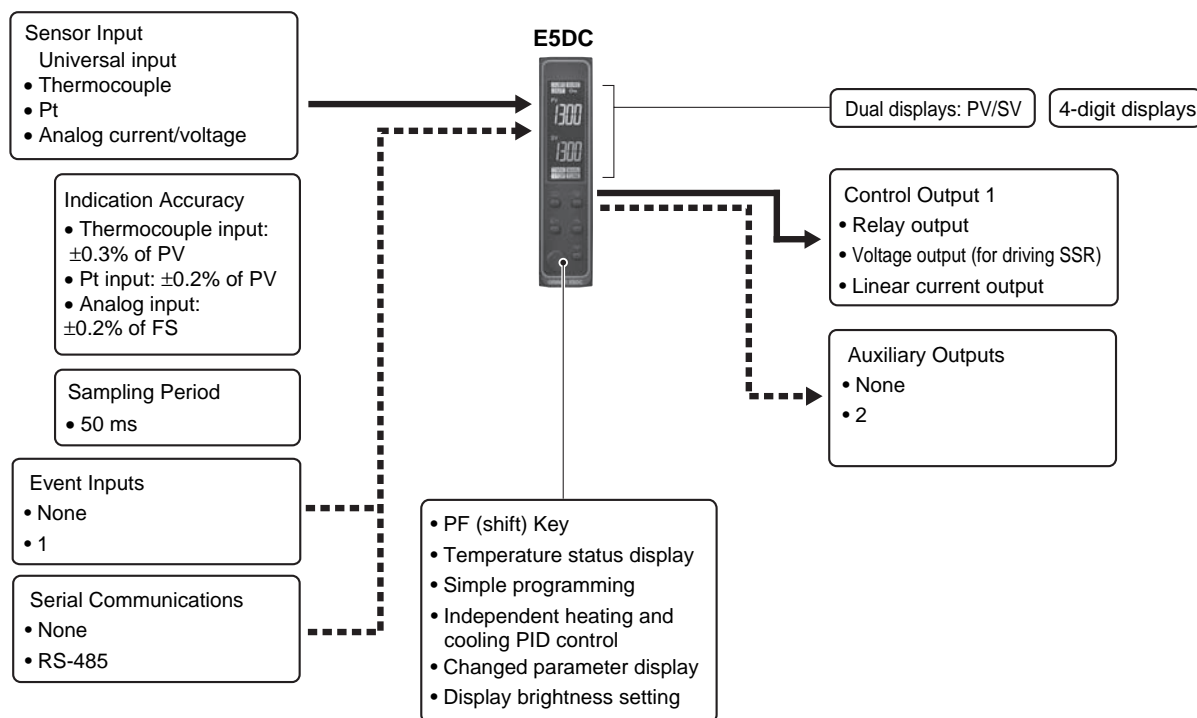 Sensor Input
Universal input
• Thermocouple
• Pt
• Analog current/voltage
Indication Accuracy
• Thermocouple input:
±0.3% of PV
• Pt input: ±0.2% of PV
• Analog input:
±0.2% of FS
Sampling Period
• 50 ms
Event Inputs
• None
• 1
Serial Communications
• None
• RS-485
E5DC
PV
1300
SV
1300
• PF (shift) Key
• Temperature status display
• Simple programming
• Independent heating and
cooling PID control
• Changed parameter display
• Display brightness setting
Dual displays: PV/SV
4-digit displays
Control Output 1
• Relay output
• Voltage output (for driving SSR)
• Linear current output
Auxiliary Outputs
• None
• 2